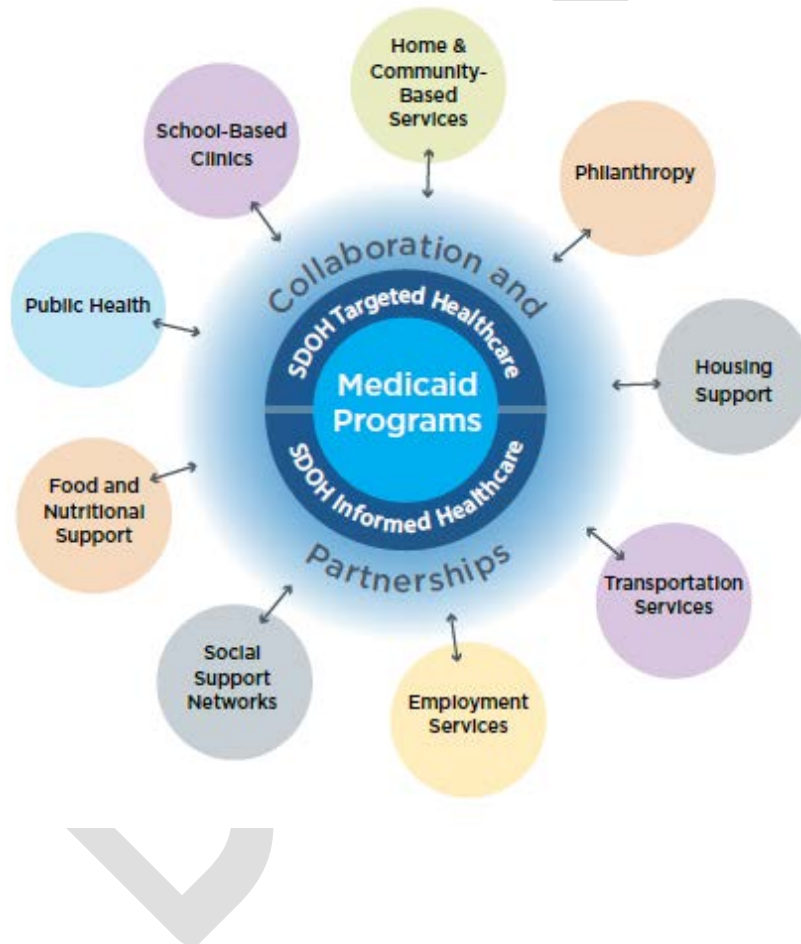 Home &
Community-
Based
Services
School-Based
Clinics
Philanthropy
Public Health
Collaboration and
SDOH Targeted Healthcare
Medicaid
Programs
SDOH Informed Healthcare
Partnerships
Housing
Support
Food and
Nutritional
Support
Transportation
Services
Social
Support
Networks
Employment
Services